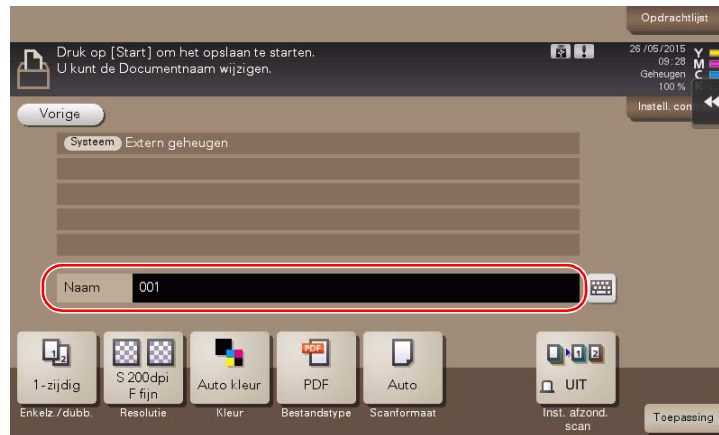 Opdrachtlijst
Druk op [Start] om het opslaan te starten.
U kunt de Documentnaam wijzigen.
26 /05/2015
09:28
Geheugen
100 %
Y
M
C
K
Vorige
Instell. con
Systeem Extern geheugen
Naam 001
1-zijdig
S 200dpi
F fijn
Auto kleur
PDF
PDF
Auto
UIT
Enkelz./dubb.
Resolutie
Kleur
Bestandstype
Scanformaat
Inst. afzond.
scan
Toepassing